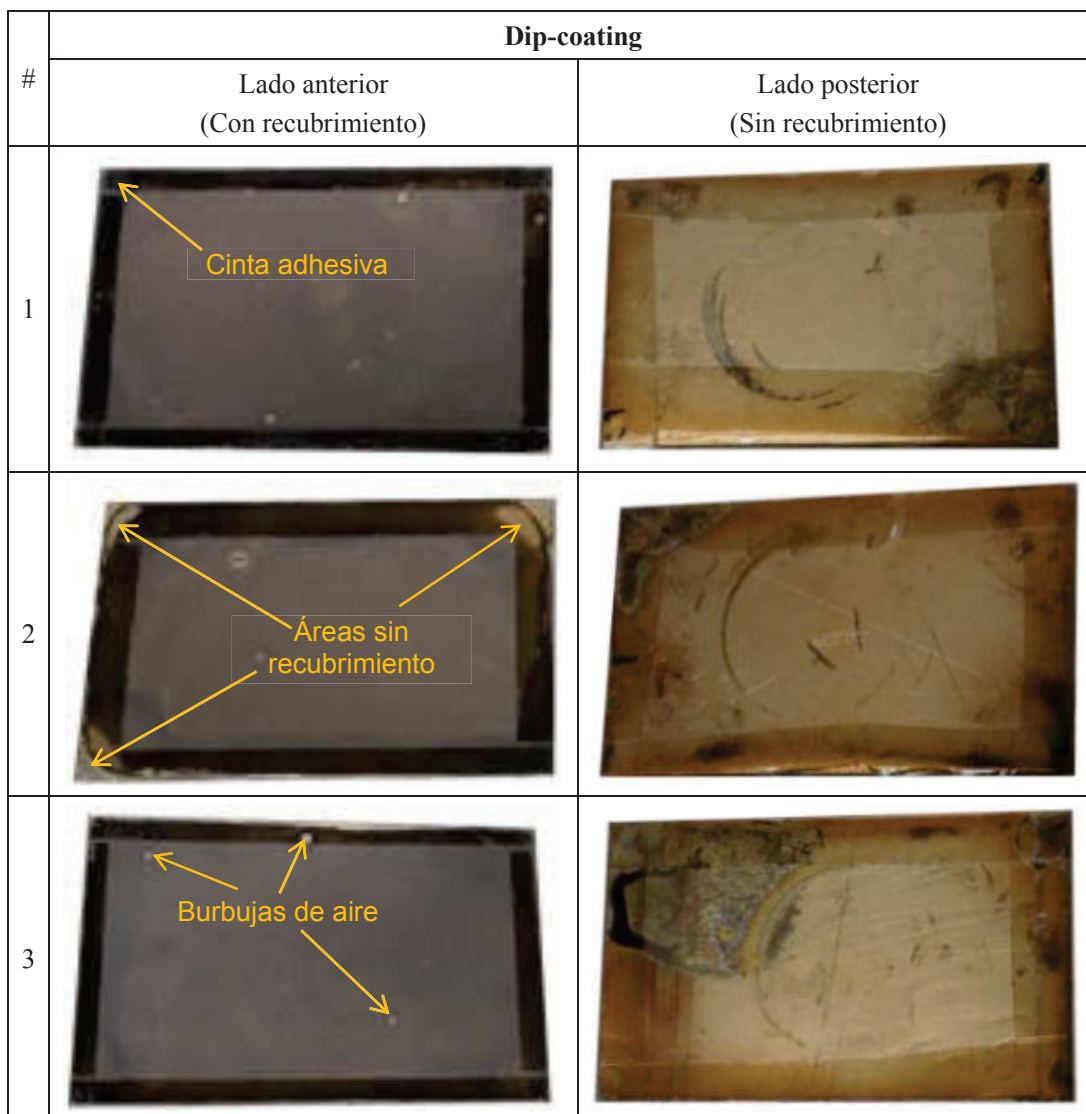 #
Dip-coating
Lado anterior
(Con recubrimiento)
Lado posterior
(Sin recubrimiento)
1
Cinta adhesiva
2
Áreas sin
recubrimiento
3
Burbujas de aire